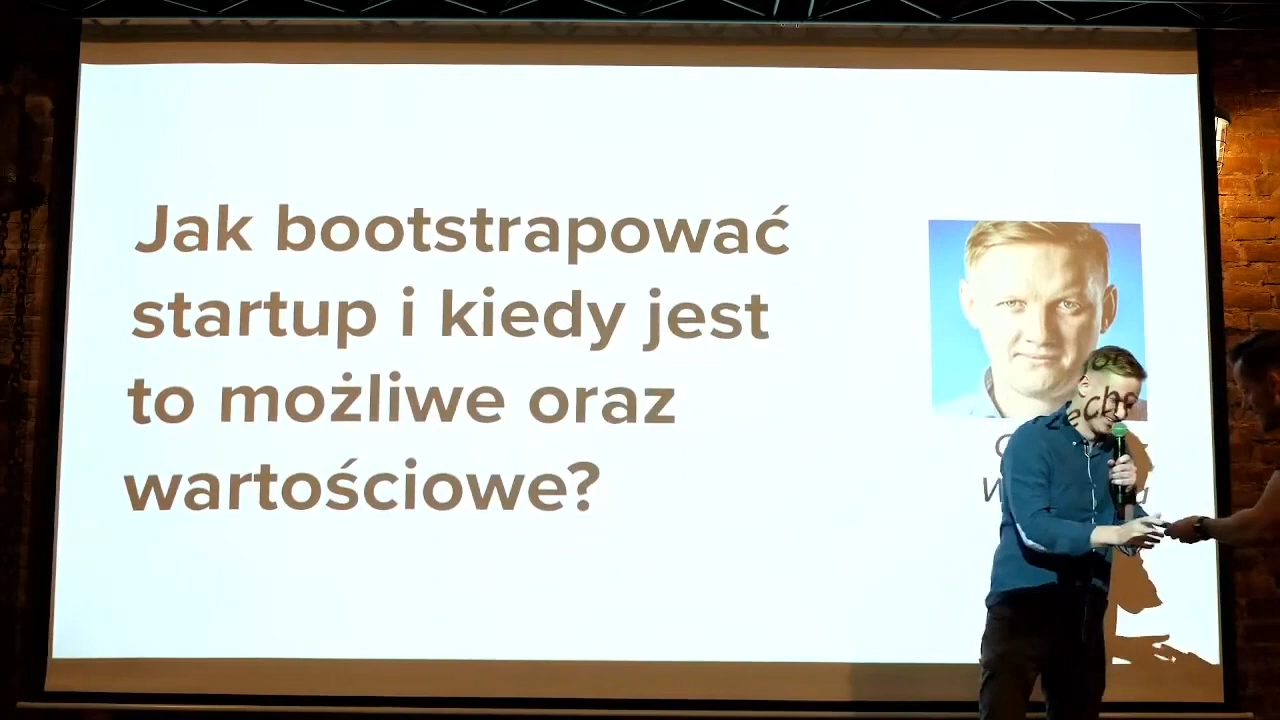 Jak bootstrapować
startup i kiedy jest
to możliwe oraz
wartościowe?